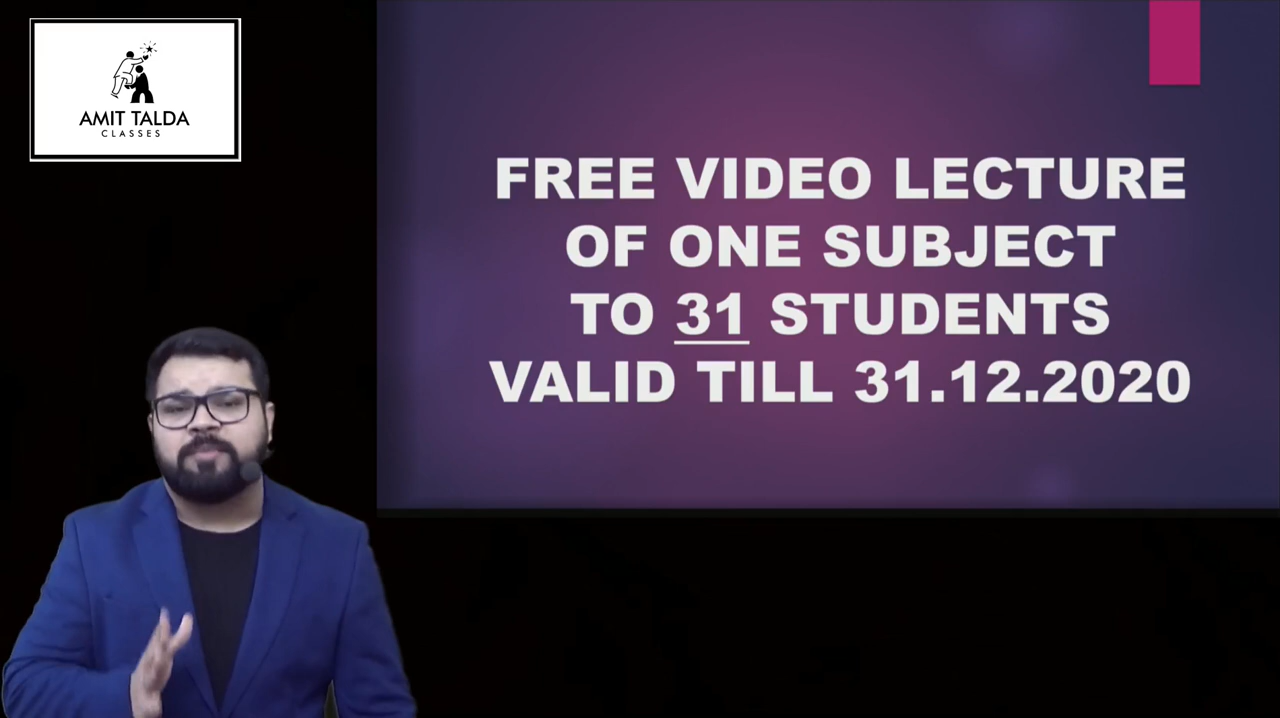 AMIT TALDA
CLASSES
FREE VIDEO LECTURE
OF ONE SUBJECT
TO 31 STUDENTS
VALID TILL 31.12.2020